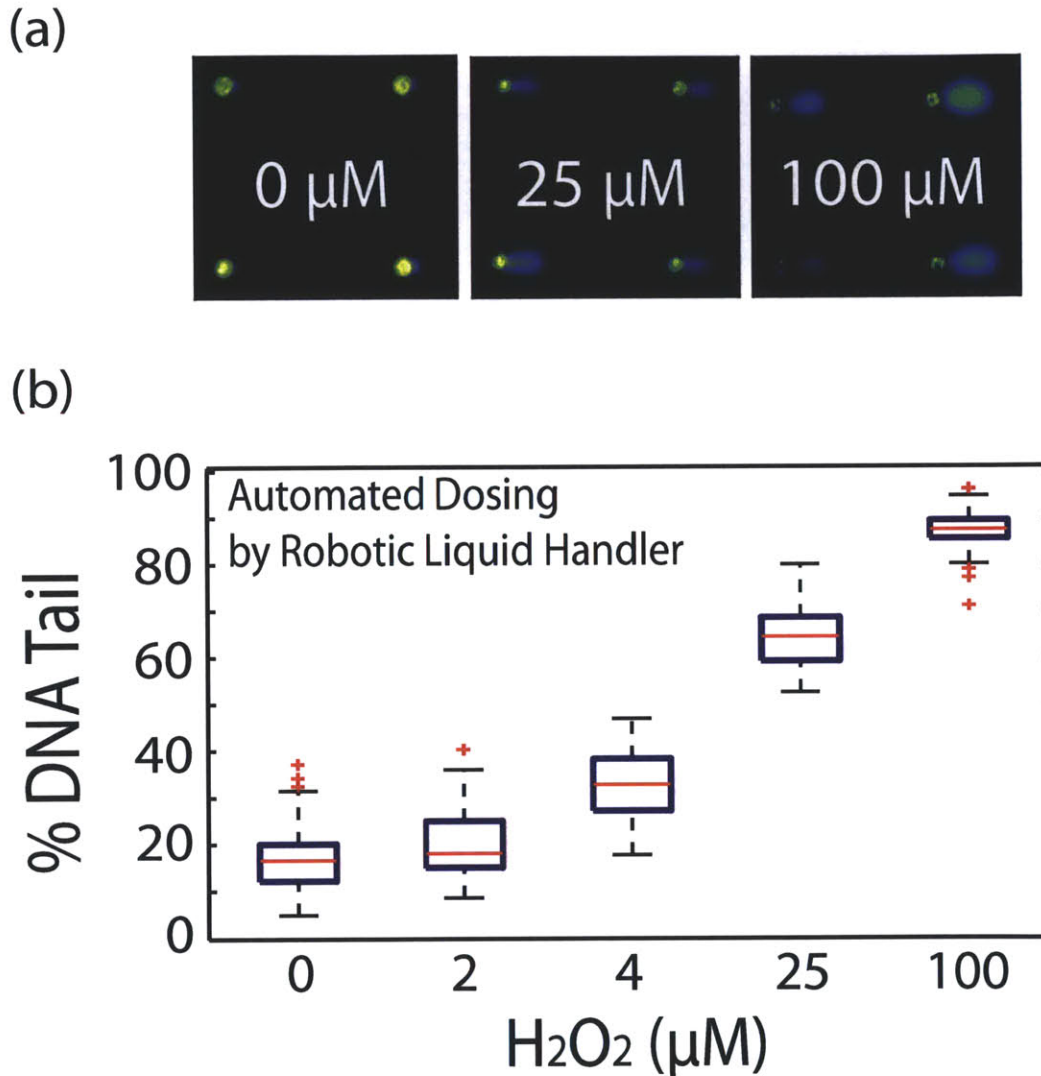 (a)
0 μM
25 μM
100 μM
(b)
100
80
60
40
20
0
% DNA Tail
Automated Dosing
by Robotic Liquid Handler
0
2
4
25
100
H₂O₂ (μM)